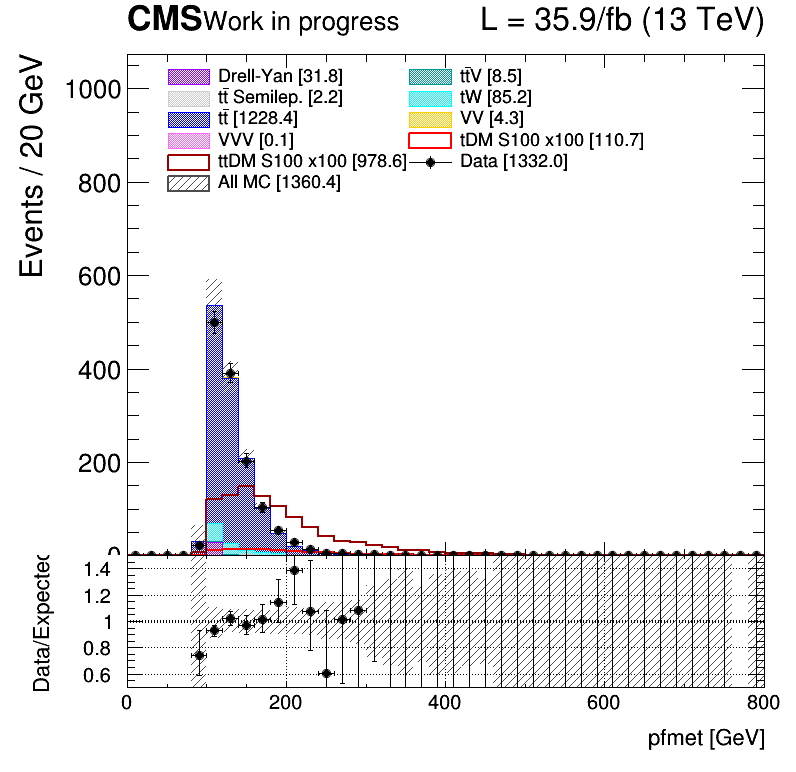 CMS Work in progress L = 35.9/fb (13 TeV)
Events / 20 GeV
1000
800
600
400
200
0
Drell-Yan [31.8]
tt̄V [8.5]
tt̄ Semilep. [2.2]
tW [85.2]
tt̄ [1228.4]
VV [4.3]
VVV [0.1]
tDM S100 x100 [110.7]
ttDM S100 x100 [978.6]
Data [1332.0]
All MC [1360.4]
Data/Expected
1.4
1.2
1
0.8
0.6
0 200 400 600 800
pfmet [GeV]